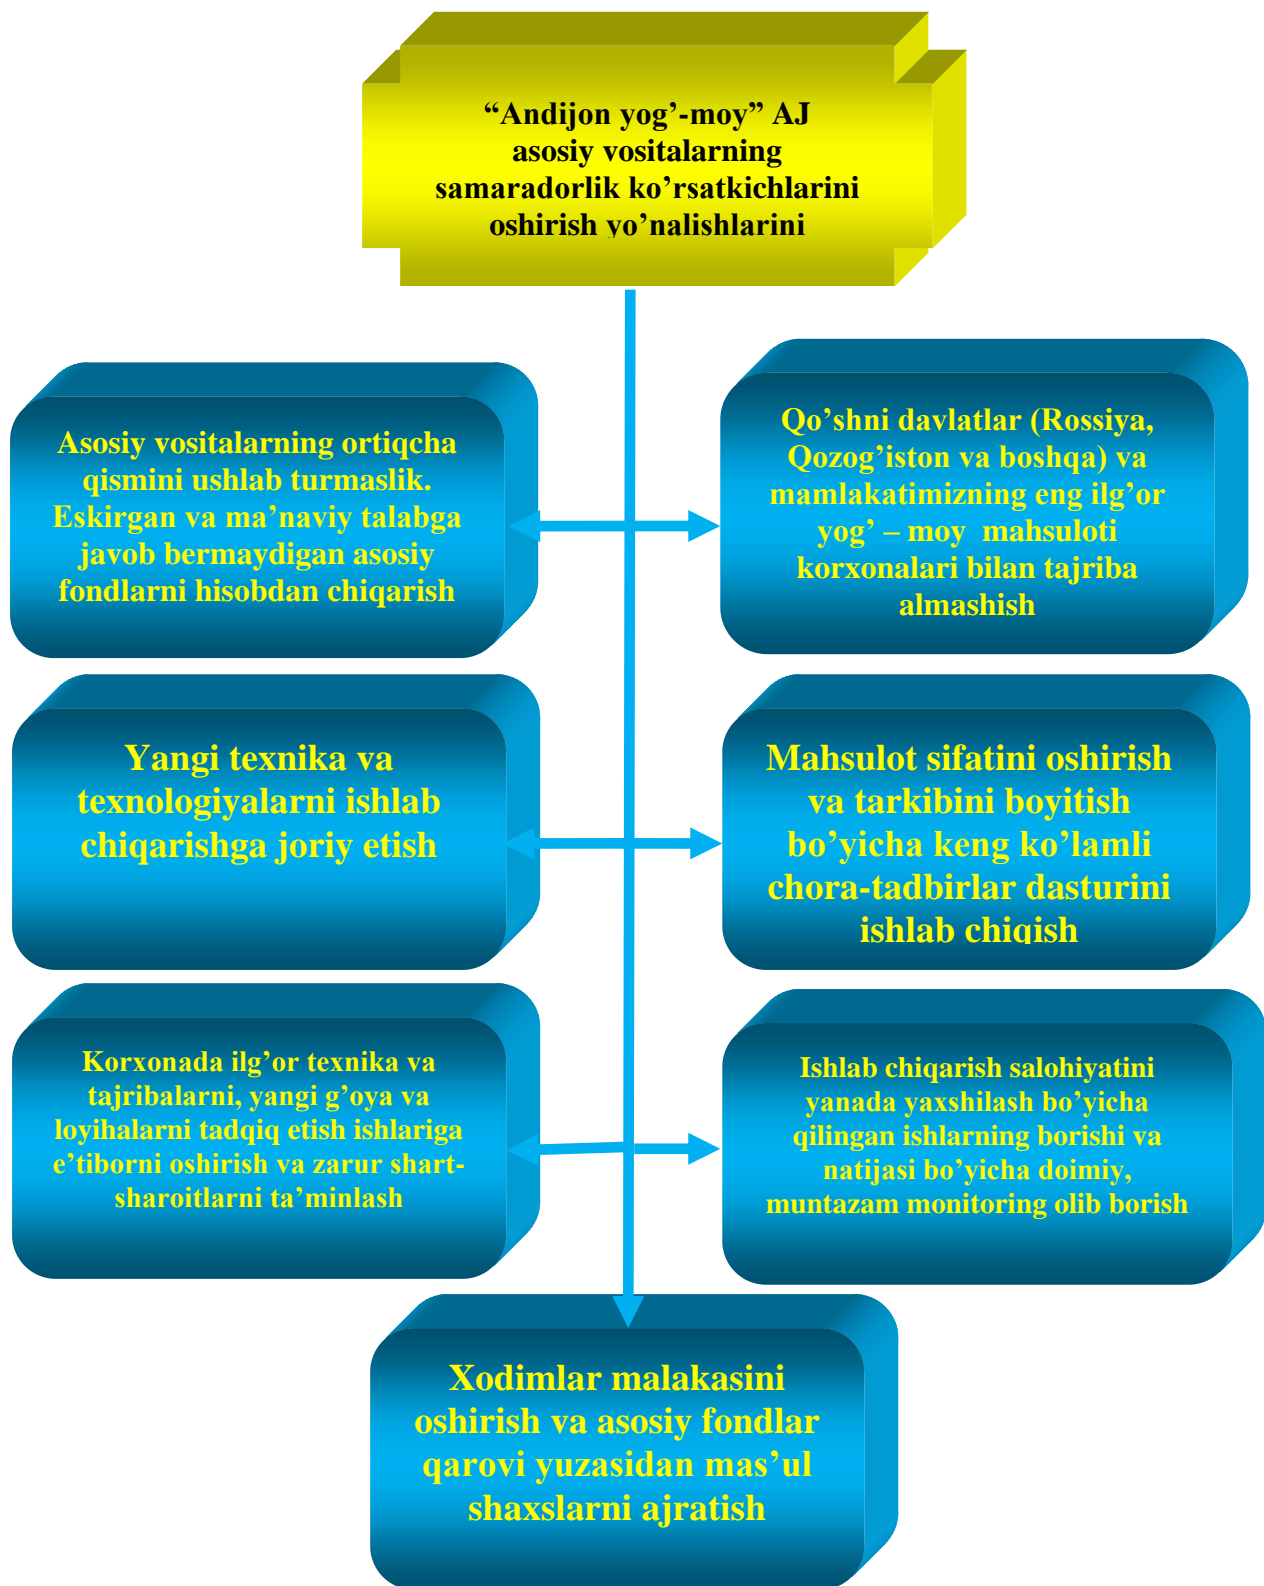 “Andijon yog’-moy” AJ
asosiy vositalarning
samaradorlik ko’rsatkichlarini
oshirish yo’nalishlarini
Asosiy vositalarning ortiqcha
qismini ushlab turmaslik.
Eskirgan va ma’naviy talabga
javob bermaydigan asosiy
fondlarni hisobdan chiqarish
Qo’shni davlatlar (Rossiya,
Qozog’iston va boshqa) va
mamlakatimizning eng ilg’or
yog’ – moy mahsuloti
korxonalari bilan tajriba
almashish
Yangi texnika va
texnologiyalarni ishlab
chiqarishga joriy etish
Mahsulot sifatini oshirish
va tarkibini boyitish
bo’yicha keng ko’lamli
chora-tadbirlar dasturini
ishlab chiqish
Korxonada ilg’or texnika va
tajribalarni, yangi g’oya va
loyihalarni tadqiq etish ishlariga
e’tiborni oshirish va zarur shart-
sharoitlarni ta’minlash
Ishlab chiqarish salohiyatini
yanada yaxshilash bo’yicha
qilingan ishlarning borishi va
natijasi bo’yicha doimiy,
muntazam monitoring olib borish
Xodimlar malakasini
oshirish va asosiy fondlar
qarovi yuzasidan mas’ul
shaxslarni ajratish